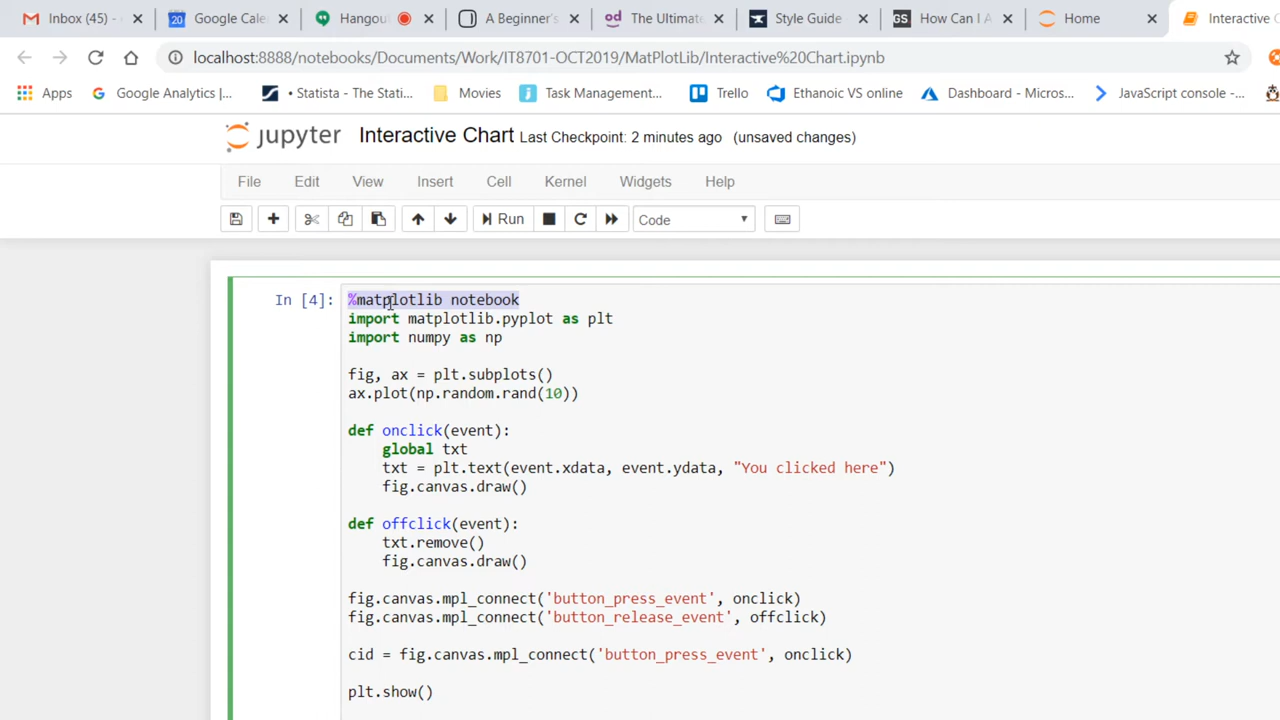 Inbox (45) -
Google Cale
Hangou
A Beginner's
The Ultimat
Style Guide
How Can I A
Home
Interactive C
localhost:8888/notebooks/Documents/Work/IT8701-OCT2019/MatPlotLib/Interactive%20Chart.ipynb
Apps
Google Analytics |...
• Statista - The Stati...
Movies
Task Management...
Trello
Ethanoic VS online
Dashboard - Micros...
JavaScript console -...
jupyter Interactive Chart Last Checkpoint: 2 minutes ago (unsaved changes)
File Edit View Insert Cell Kernel Widgets Help
Run Code
In [4]: %matplotlib notebook
import matplotlib.pyplot as plt
import numpy as np
fig, ax = plt.subplots()
ax.plot(np.random.rand(10))
def onclick(event):
global txt
txt = plt.text(event.xdata, event.ydata, "You clicked here")
fig.canvas.draw()
def offclick(event):
txt.remove()
fig.canvas.draw()
fig.canvas.mpl_connect('button_press_event', onclick)
fig.canvas.mpl_connect('button_release_event', offclick)
cid = fig.canvas.mpl_connect('button_press_event', onclick)
plt.show()